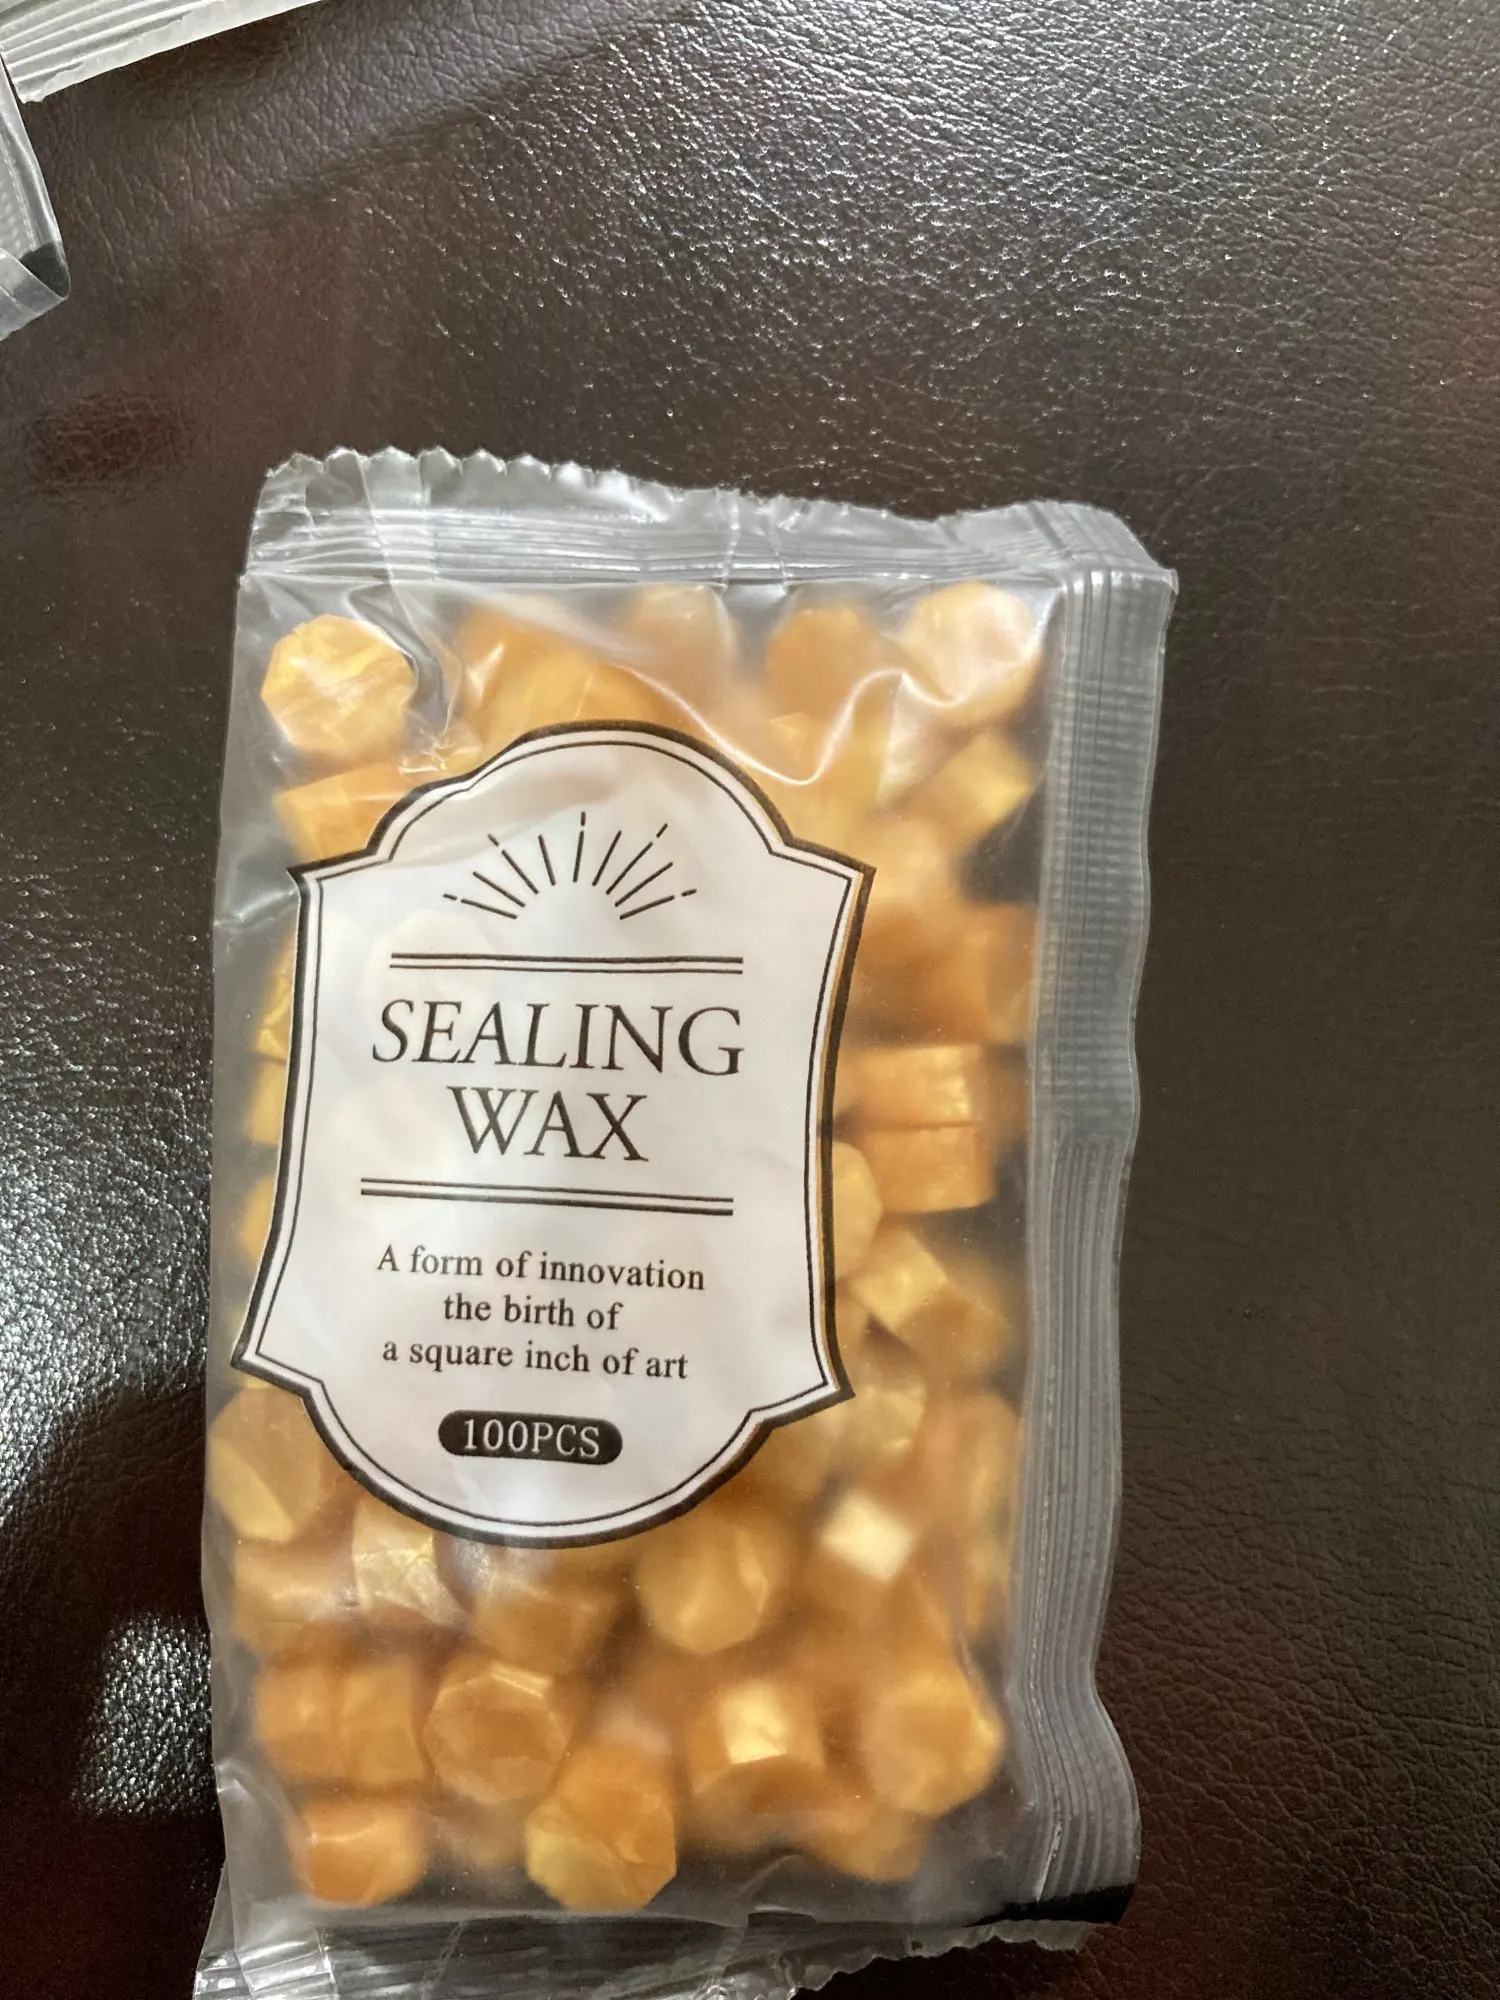 SEALING
WAX
A form of innovation
the birth of
a square inch of art
100PCS